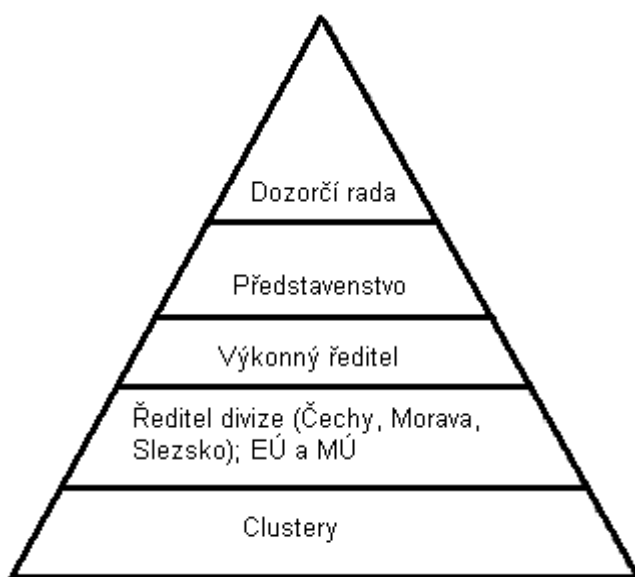 Dozorčí rada
Představenstvo
Výkonný ředitel
Ředitel divize (Čechy, Morava,
Slezsko); EÚ a MÚ
Clustery